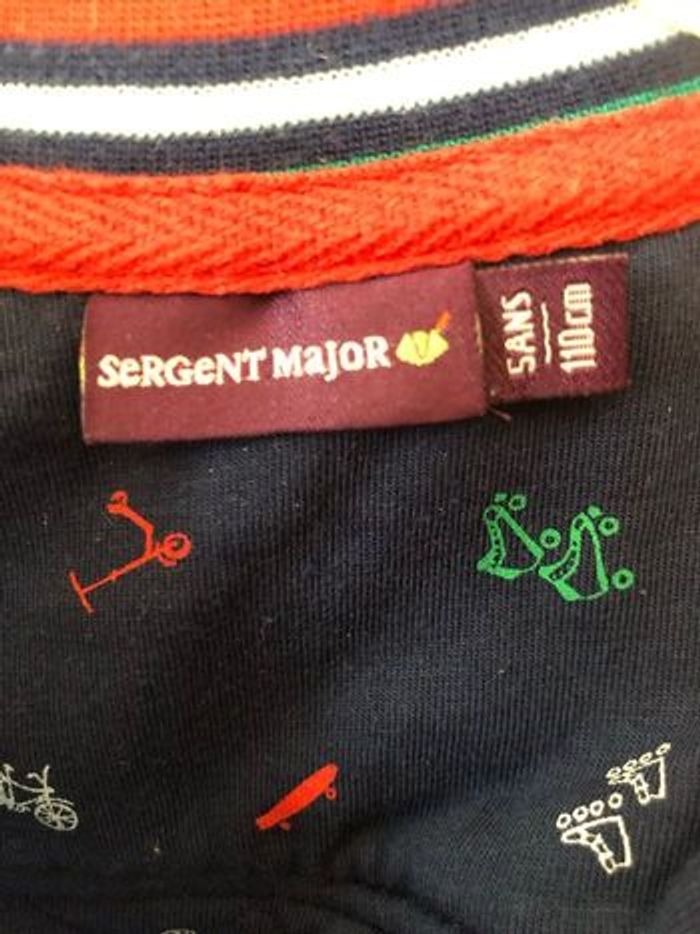 SeRGeNT MajoR
5ANS
110cm